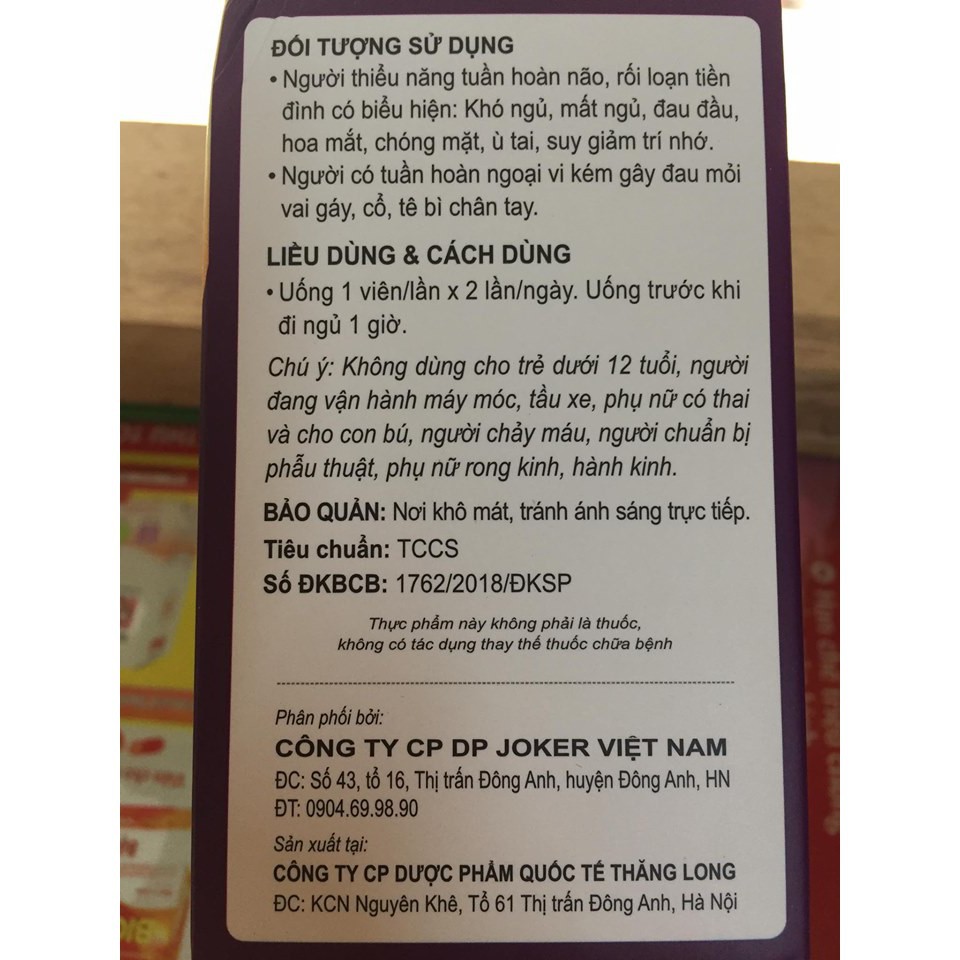 ĐỐI TƯỢNG SỬ DỤNG
• Người thiểu năng tuần hoàn não, rối loạn tiền
đình có biểu hiện: Khó ngủ, mất ngủ, đau đầu,
hoa mắt, chóng mặt, ù tai, suy giảm trí nhớ.
• Người có tuần hoàn ngoại vi kém gây đau mỏi
vai gáy, cổ, tê bì chân tay.
LIỀU DÙNG & CÁCH DÙNG
• Uống 1 viên/lần x 2 lần/ngày. Uống trước khi
đi ngủ 1 giờ.
Chú ý: Không dùng cho trẻ dưới 12 tuổi, người
đang vận hành máy móc, tầu xe, phụ nữ có thai
và cho con bú, người chảy máu, người chuẩn bị
phẫu thuật, phụ nữ rong kinh, hành kinh.
BẢO QUẢN: Nơi khô mát, tránh ánh sáng trực tiếp.
Tiêu chuẩn: TCCS
Số ĐKBCB: 1762/2018/ĐKSP
Thực phẩm này không phải là thuốc,
không có tác dụng thay thế thuốc chữa bệnh
Phân phối bởi:
CÔNG TY CP DP JOKER VIỆT NAM
ĐC: Số 43, tổ 16, Thị trấn Đông Anh, huyện Đông Anh, HN
ĐT: 0904.69.98.90
Sản xuất tại:
CÔNG TY CP DƯỢC PHẨM QUỐC TẾ THĂNG LONG
ĐC: KCN Nguyên Khê, Tổ 61 Thị trấn Đông Anh, Hà Nội